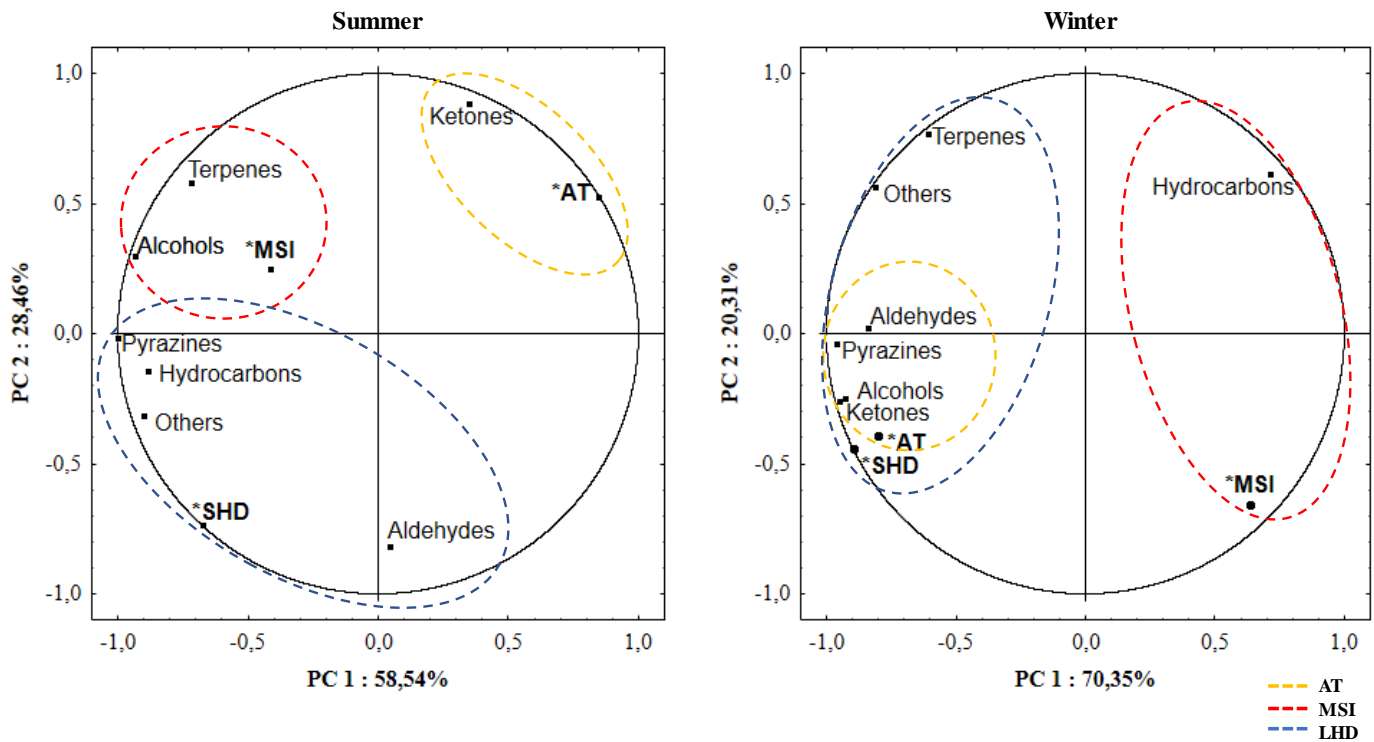 Summer
1,0
0,5
0,0
-0,5
-1,0
PC 2 : 28,46%
Ketones
*AT
Terpenes
Alcohols
*MSI
Pyrazines
Hydrocarbons
Others
*SHD
Aldehydes
-1,0 -0,5 0,0 0,5 1,0
PC 1 : 58,54%
Winter
1,0
0,5
0,0
-0,5
-1,0
PC 2 : 20,31%
Terpenes
Others
Hydrocarbons
Aldehydes
Pyrazines
Alcohols
Ketones
*AT
*SHD
*MSI
-1,0 -0,5 0,0 0,5 1,0
PC 1 : 70,35%
AT
MSI
LHD